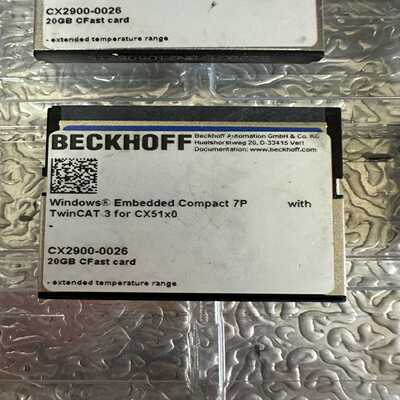 CX2900-0026
20GB CFast card
- extended temperature range
BECKHOFF
Beckhoff Automation GmbH & Co. KG
Huelshorstweg 20, D-33415 Verl
Documentation: www.beckhoff.com
Windows® Embedded Compact 7P with
TwinCAT 3 for CX51x0
-
CX2900-0026
20GB CFast card
- extended temperature range